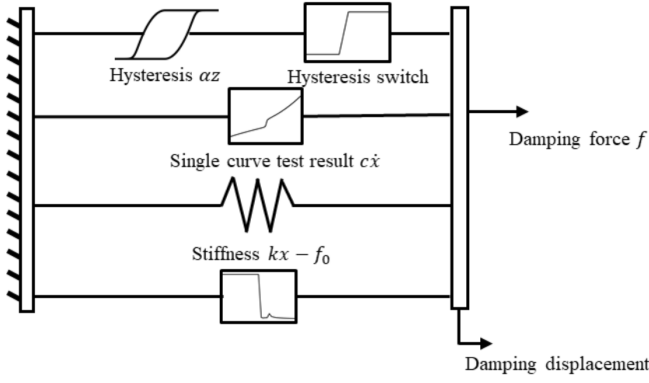 Hysteresis αz
Hysteresis switch
Damping force f
Single curve test result cẋ
Stiffness kx − f₀
Damping displacement